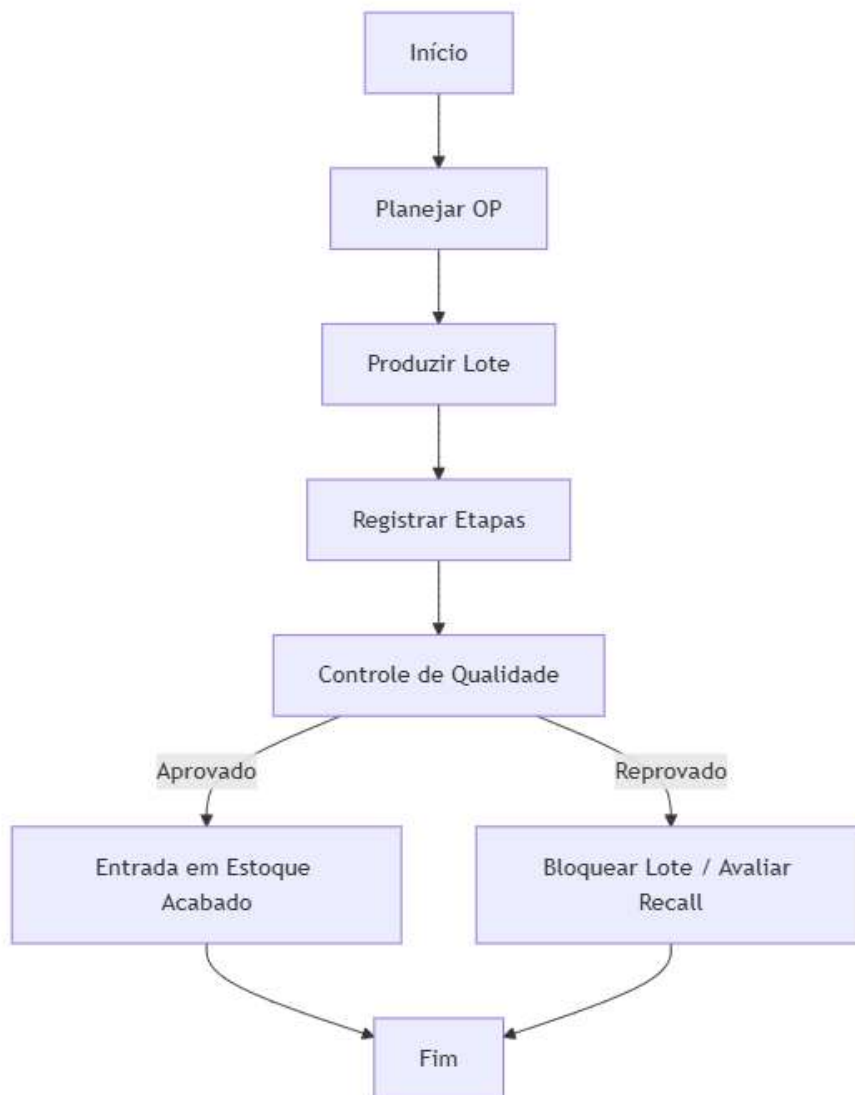 Início
Planejar OP
Produzir Lote
Registrar Etapas
Controle de Qualidade
Aprovado
Reprovado
Entrada em Estoque
Acabado
Bloquear Lote / Avaliar
Recall
Fim